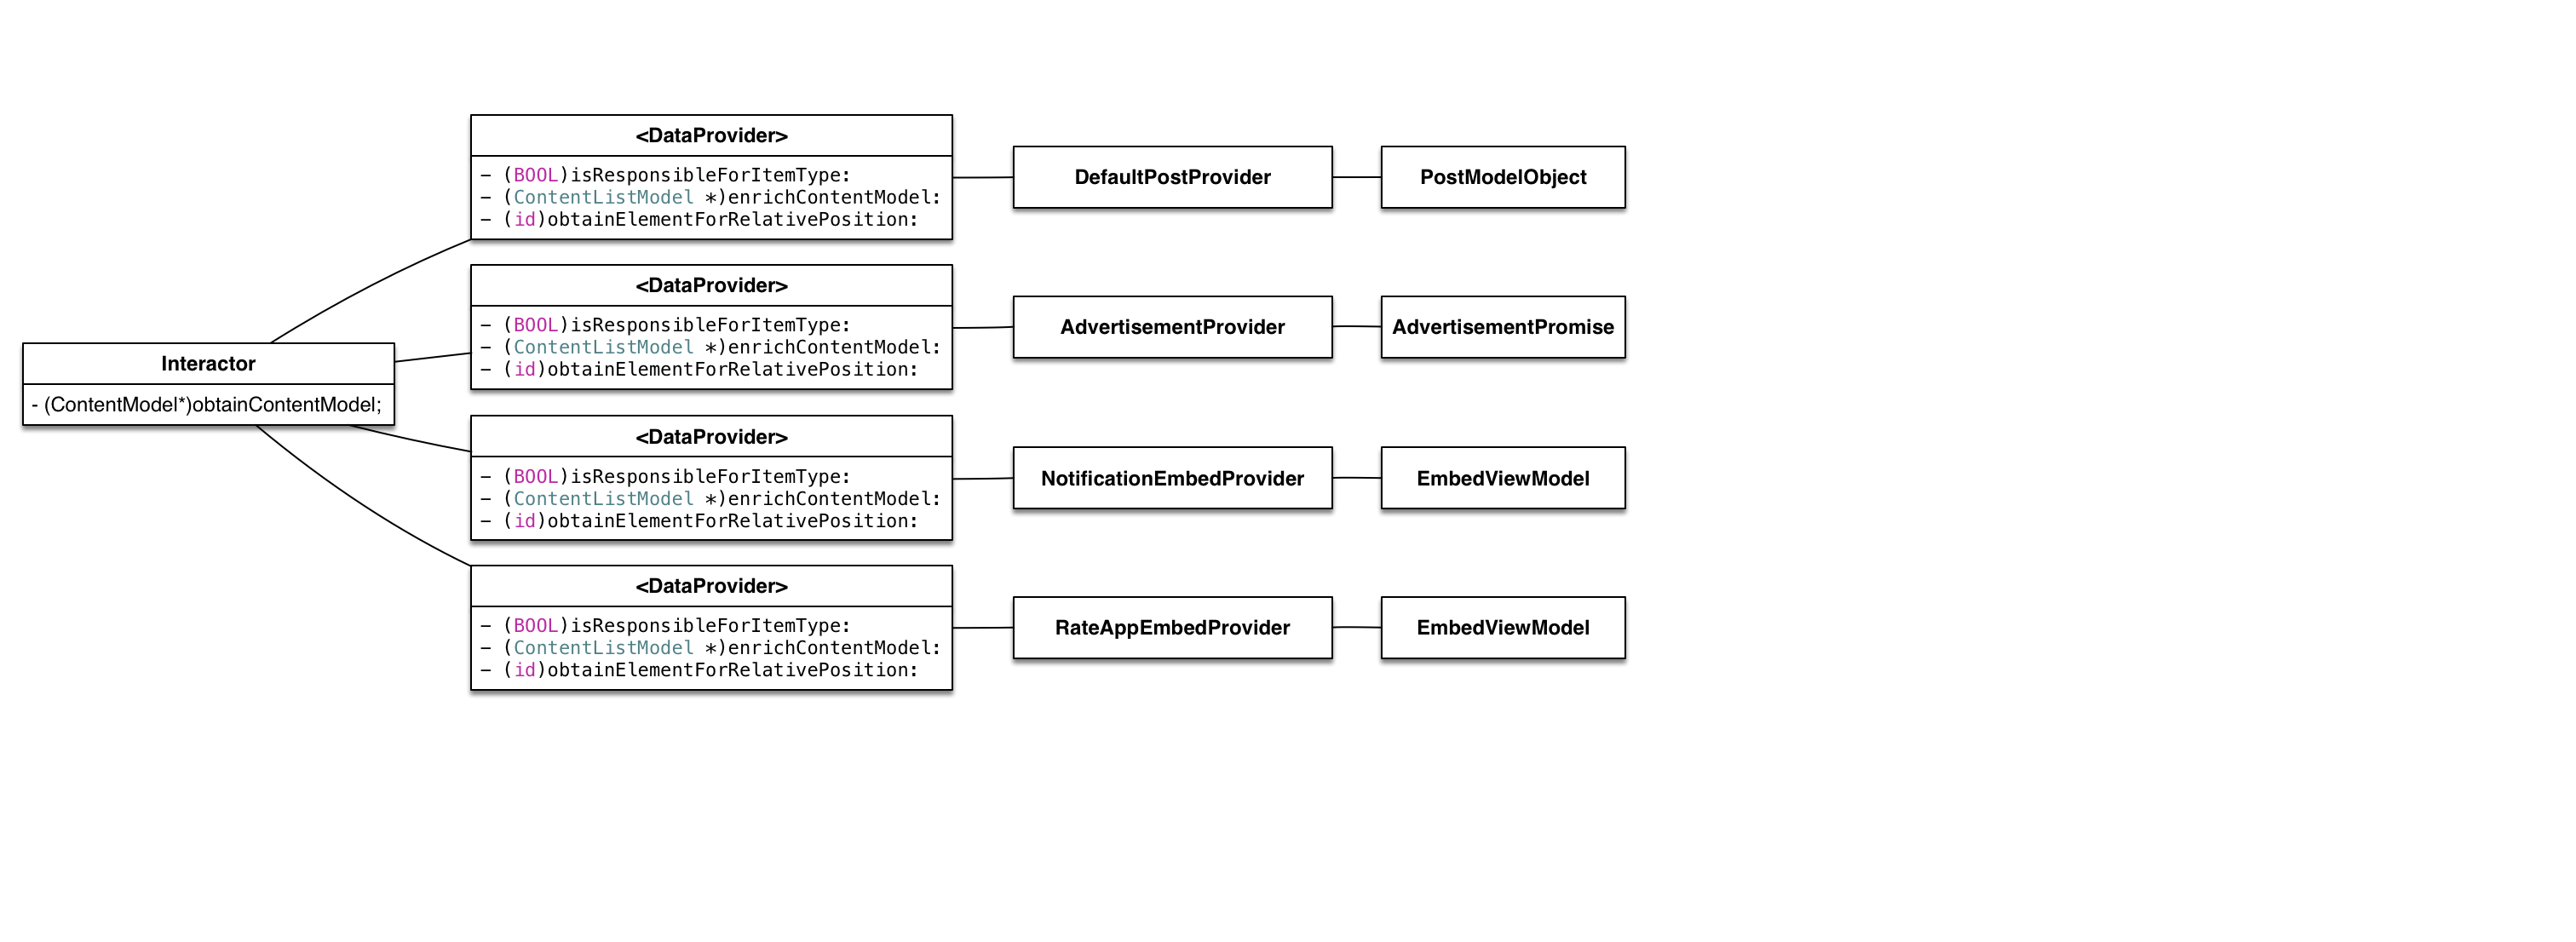 <DataProvider>
- (BOOL)isResponsibleForItemType:
- (ContentListModel *)enrichContentModel:
- (id)obtainElementForRelativePosition:
DefaultPostProvider
PostModelObject
<DataProvider>
- (BOOL)isResponsibleForItemType:
- (ContentListModel *)enrichContentModel:
- (id)obtainElementForRelativePosition:
AdvertisementProvider
AdvertisementPromise
Interactor
- (ContentModel*)obtainContentModel;
<DataProvider>
- (BOOL)isResponsibleForItemType:
- (ContentListModel *)enrichContentModel:
- (id)obtainElementForRelativePosition:
NotificationEmbedProvider
EmbedViewModel
<DataProvider>
- (BOOL)isResponsibleForItemType:
- (ContentListModel *)enrichContentModel:
- (id)obtainElementForRelativePosition:
RateAppEmbedProvider
EmbedViewModel